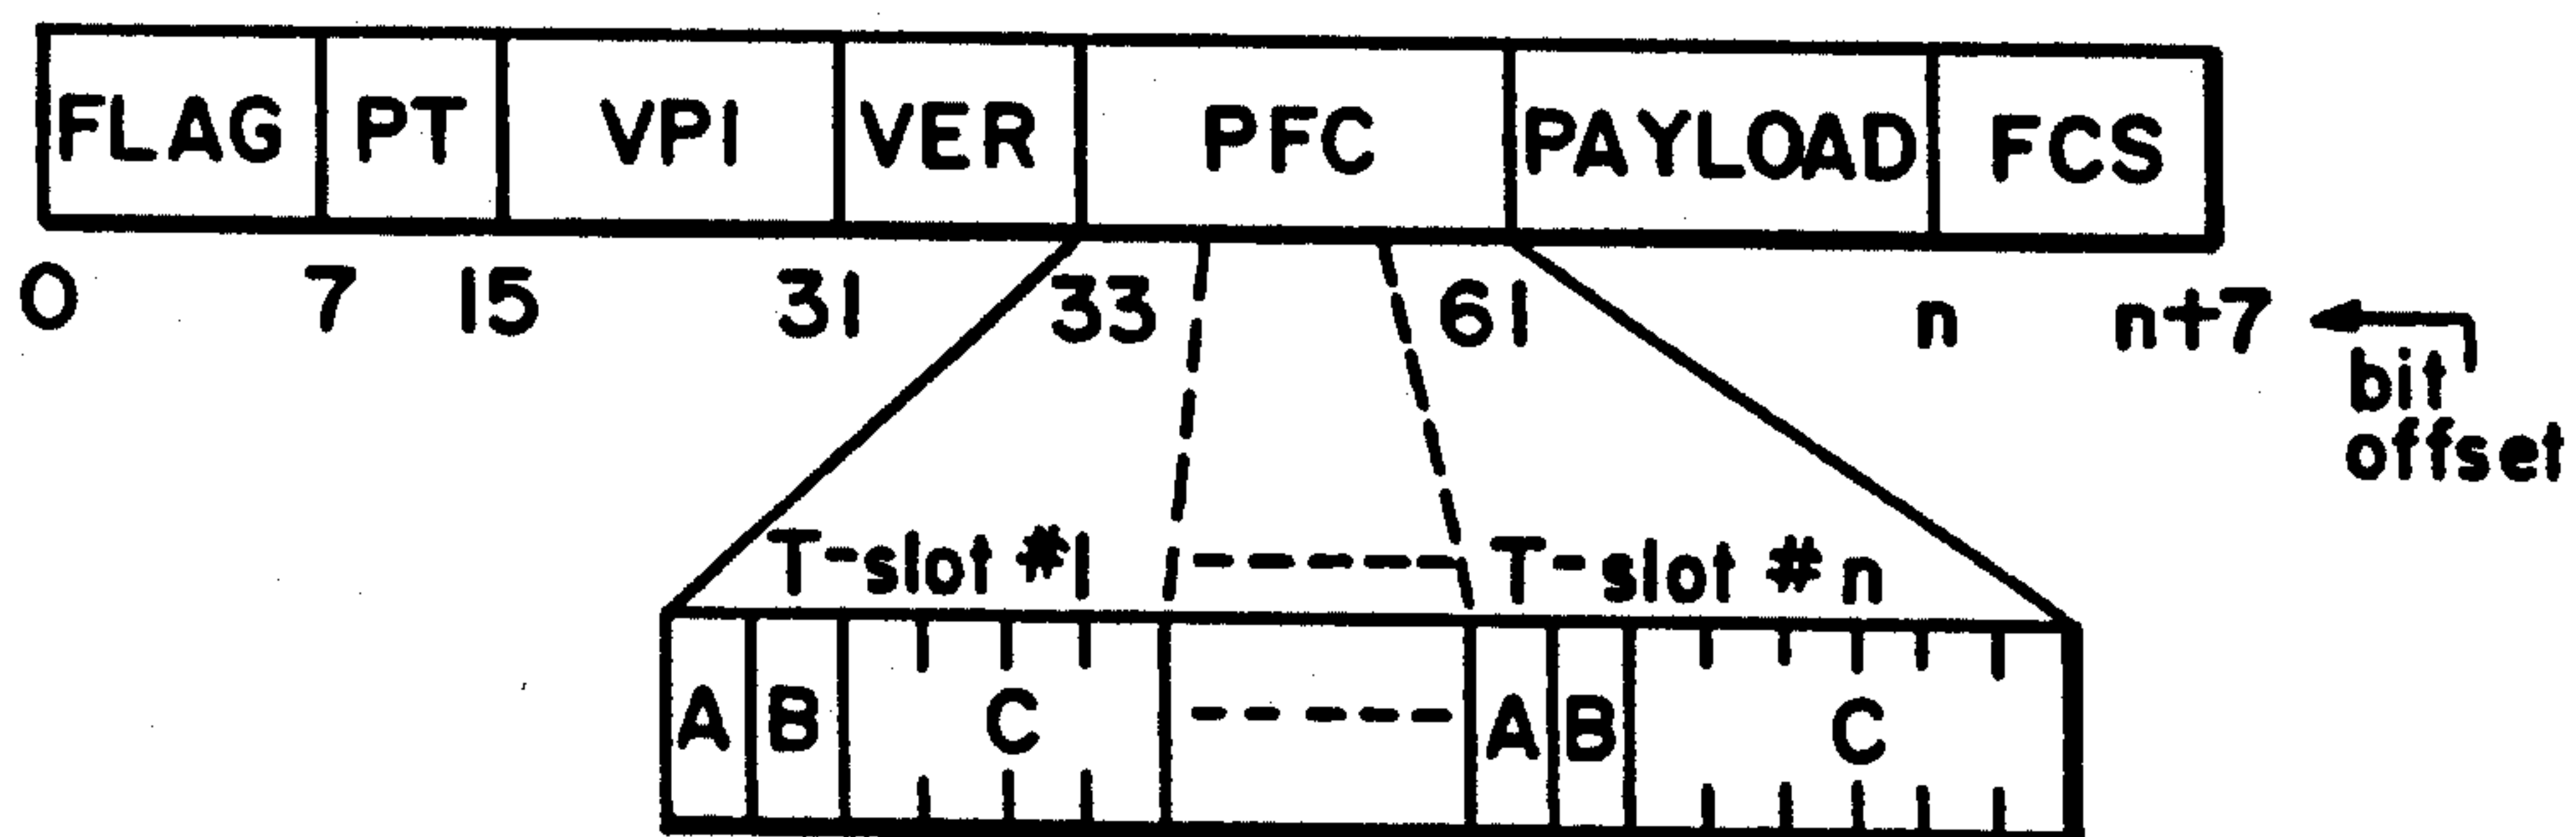 FLAG PT VPI VER PFC PAYLOAD FCS
0 7 15 31 33 61 n n+7
bit
offset
T-slot #1 T-slot #n
A B C A B C